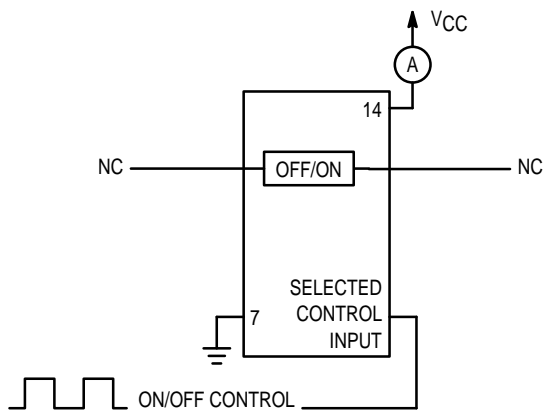 VCC
A
14
NC
OFF/ON
NC
SELECTED
7
CONTROL
INPUT
ON/OFF CONTROL